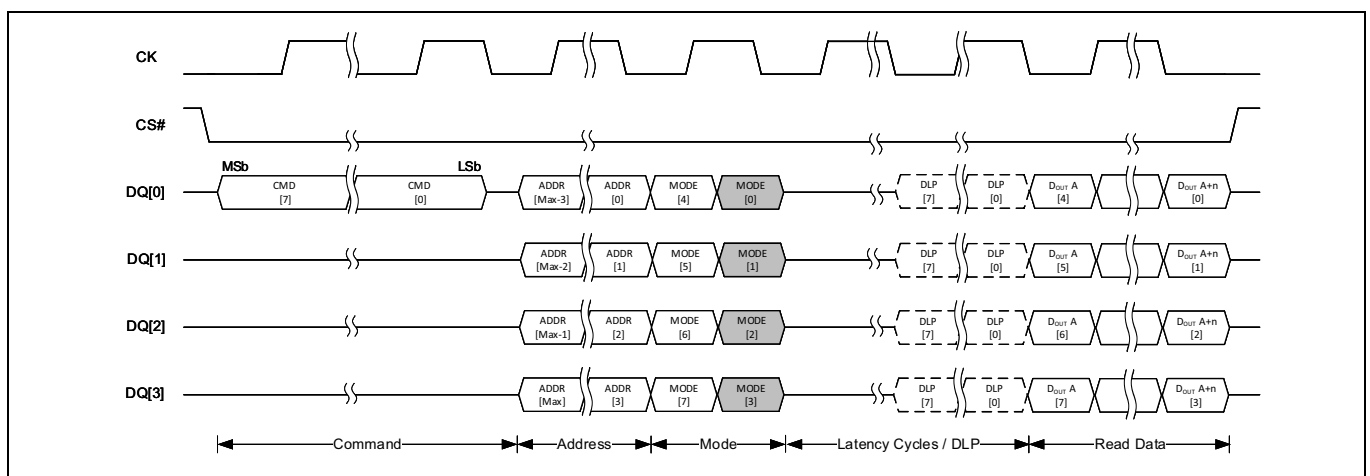 CK
CS#
MSb LSb
DQ[0] CMD [7] CMD [0] ADDR [Max-3] ADDR [0] MODE [4] MODE [0] DLP [7] DLP [0] DOUT A [4] DOUT A+n [0]
DQ[1] ADDR [Max-2] ADDR [1] MODE [5] MODE [1] DLP [7] DLP [0] DOUT A [5] DOUT A+n [1]
DQ[2] ADDR [Max-1] ADDR [2] MODE [6] MODE [2] DLP [7] DLP [0] DOUT A [6] DOUT A+n [2]
DQ[3] ADDR [Max] ADDR [3] MODE [7] MODE [3] DLP [7] DLP [0] DOUT A [7] DOUT A+n [3]
Command Address Mode Latency Cycles / DLP Read Data